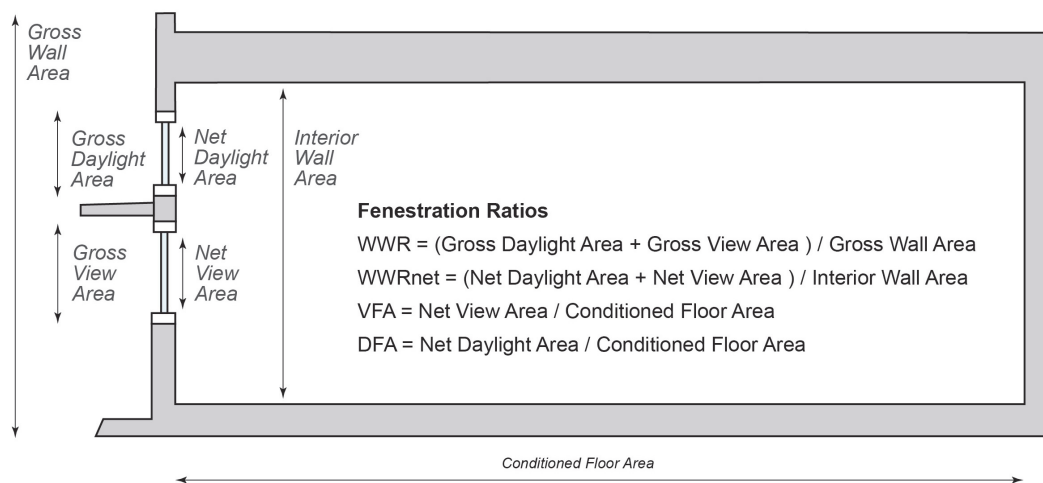 Gross
Wall
Area
Gross
Daylight
Area
Net
Daylight
Area
Interior
Wall
Area
Gross
View
Area
Net
View
Area
Fenestration Ratios
WWR = (Gross Daylight Area + Gross View Area ) / Gross Wall Area
WWRnet = (Net Daylight Area + Net View Area ) / Interior Wall Area
VFA = Net View Area / Conditioned Floor Area
DFA = Net Daylight Area / Conditioned Floor Area
Conditioned Floor Area